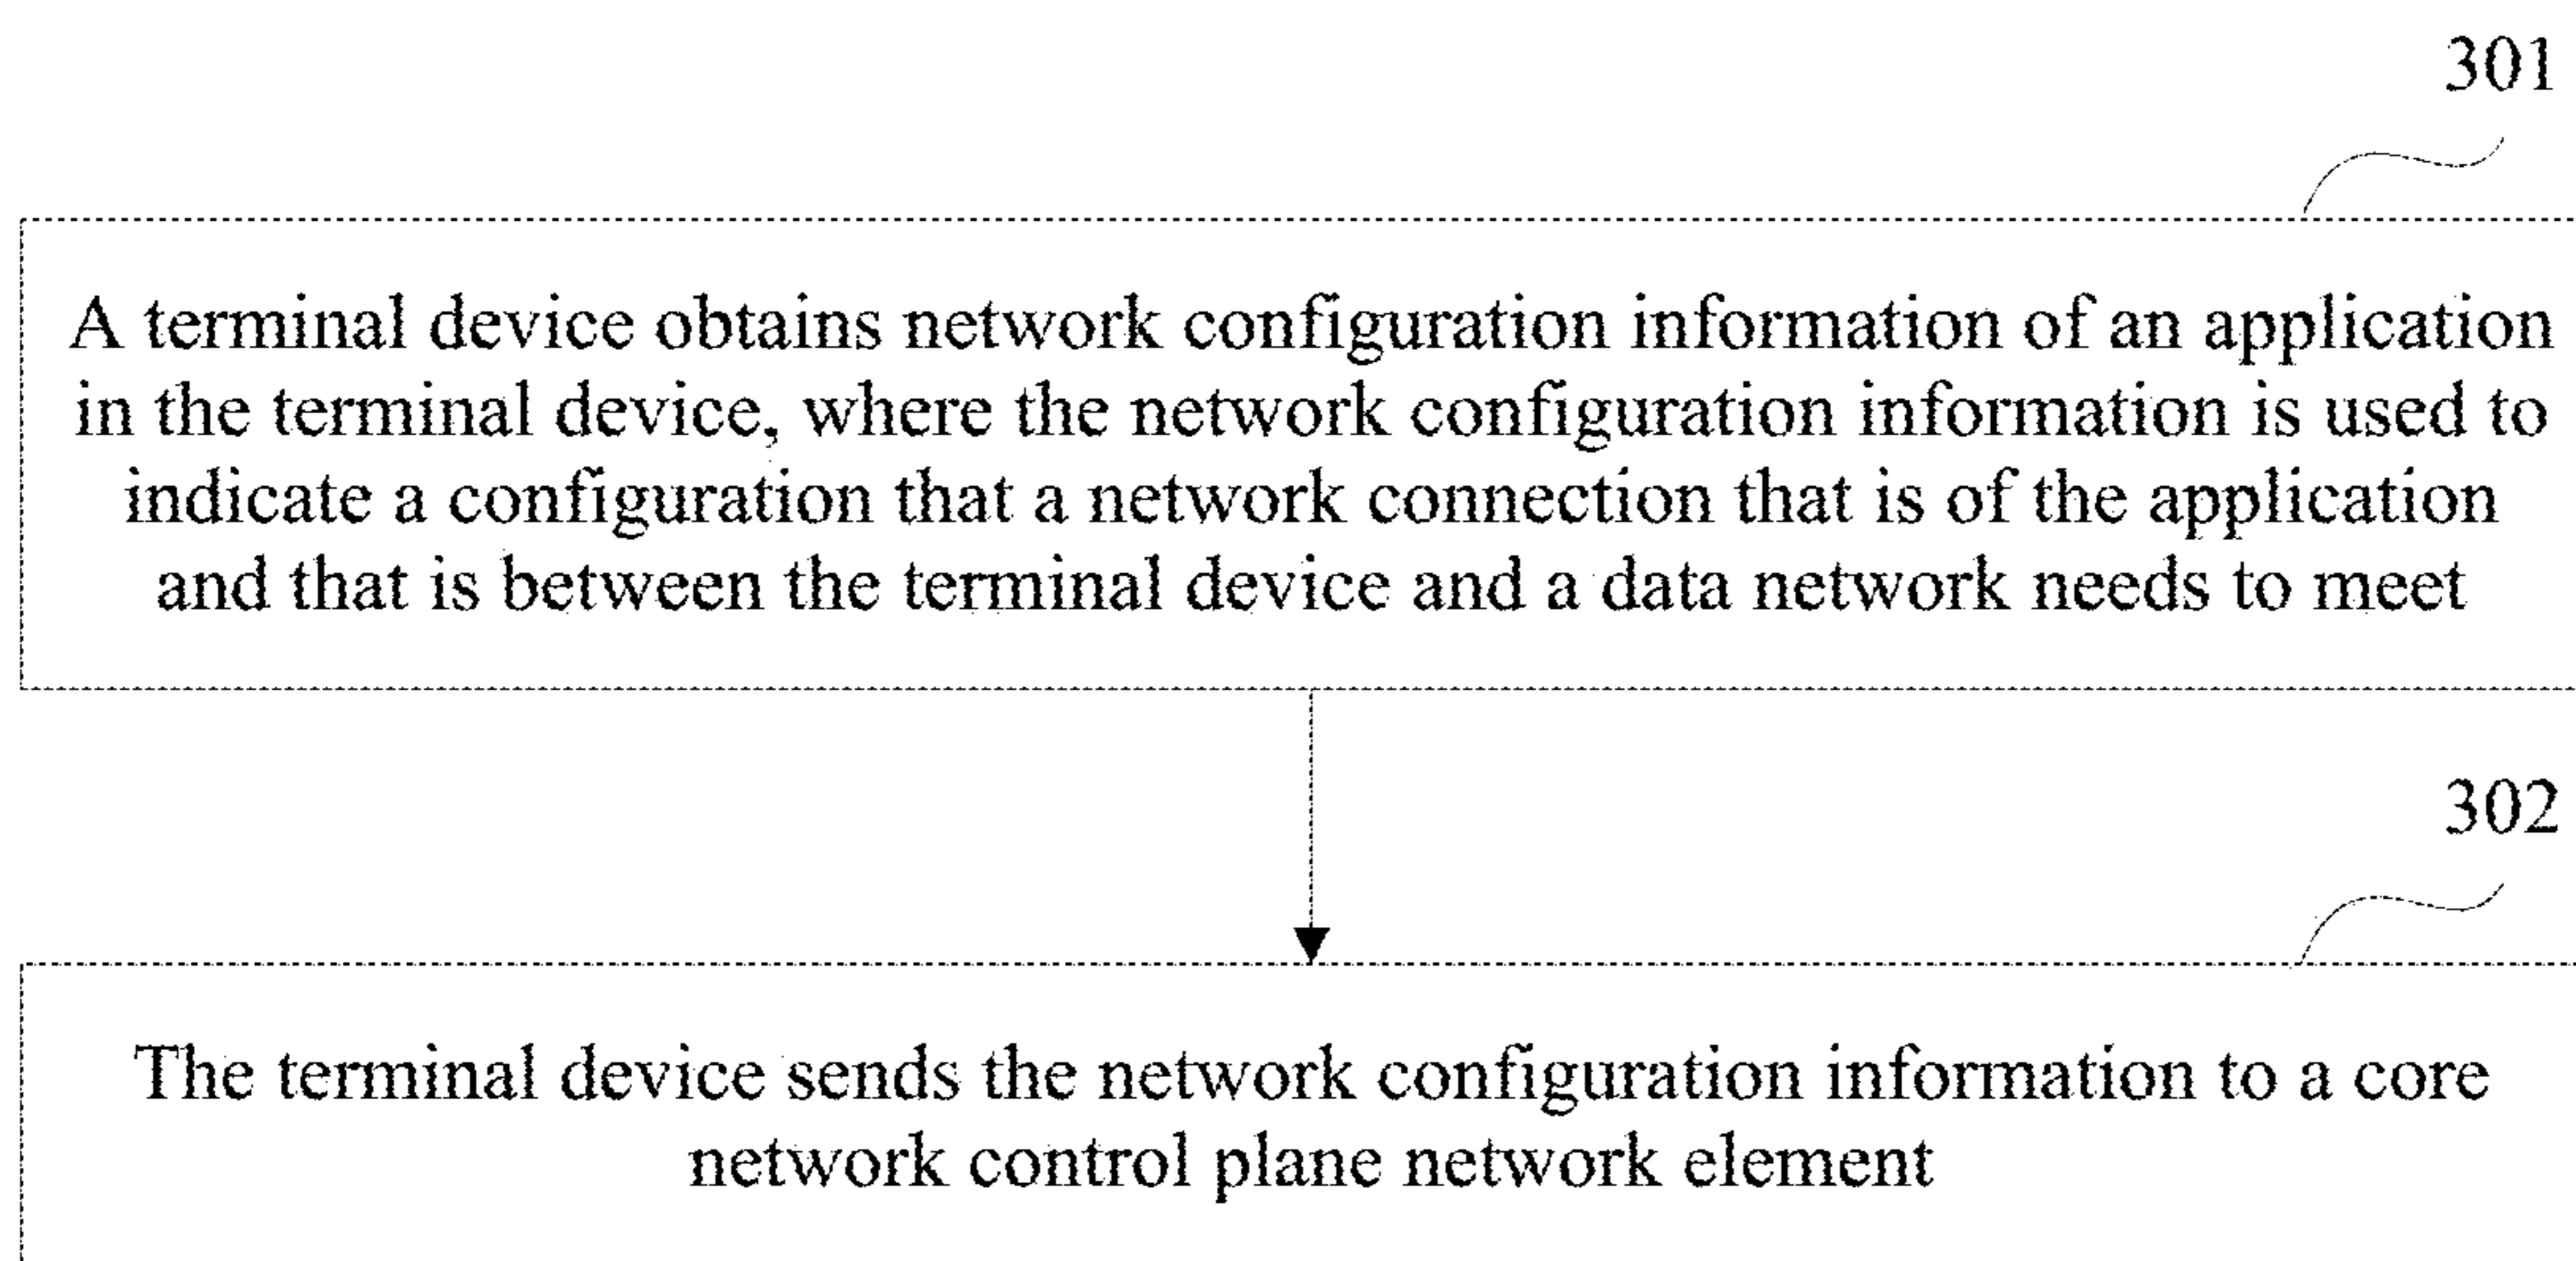 301
A terminal device obtains network configuration information of an application
in the terminal device, where the network configuration information is used to
indicate a configuration that a network connection that is of the application
and that is between the terminal device and a data network needs to meet
302
The terminal device sends the network configuration information to a core
network control plane network element